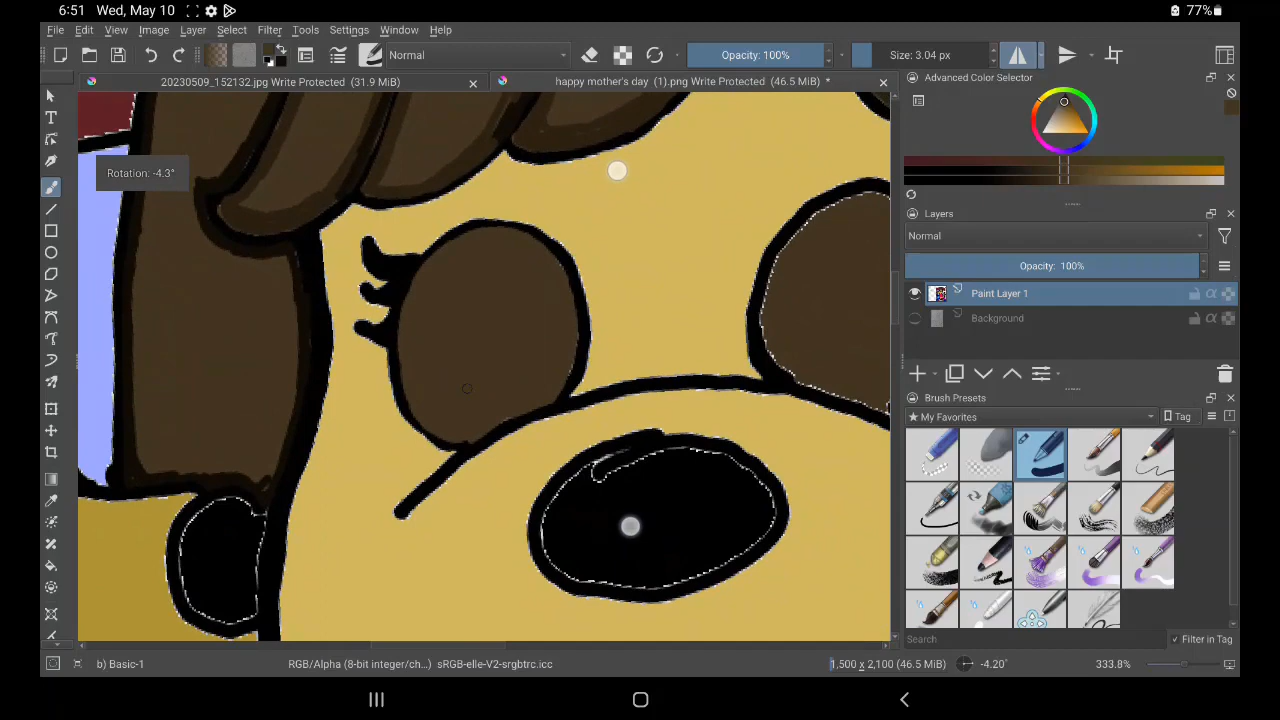 6:51 Wed, May 10
77%
File Edit View Image Layer Select Filter Tools Settings Window Help
Normal
Opacity: 100%
Size: 3.04 px
20230509_152132.jpg Write Protected (31.9 MiB)
happy mother's day (1).png Write Protected (46.5 MiB) *
Advanced Color Selector
Rotation: -4.3°
Layers
Normal
Opacity: 100%
Paint Layer 1
Background
Brush Presets
★ My Favorites
Tag
Search
✓ Filter in Tag
b) Basic-1
RGB/Alpha (8-bit integer/ch...) sRGB-elle-V2-srgbtrc.icc
1,500 x 2,100 (46.5 MiB)
-4.20°
333.8%